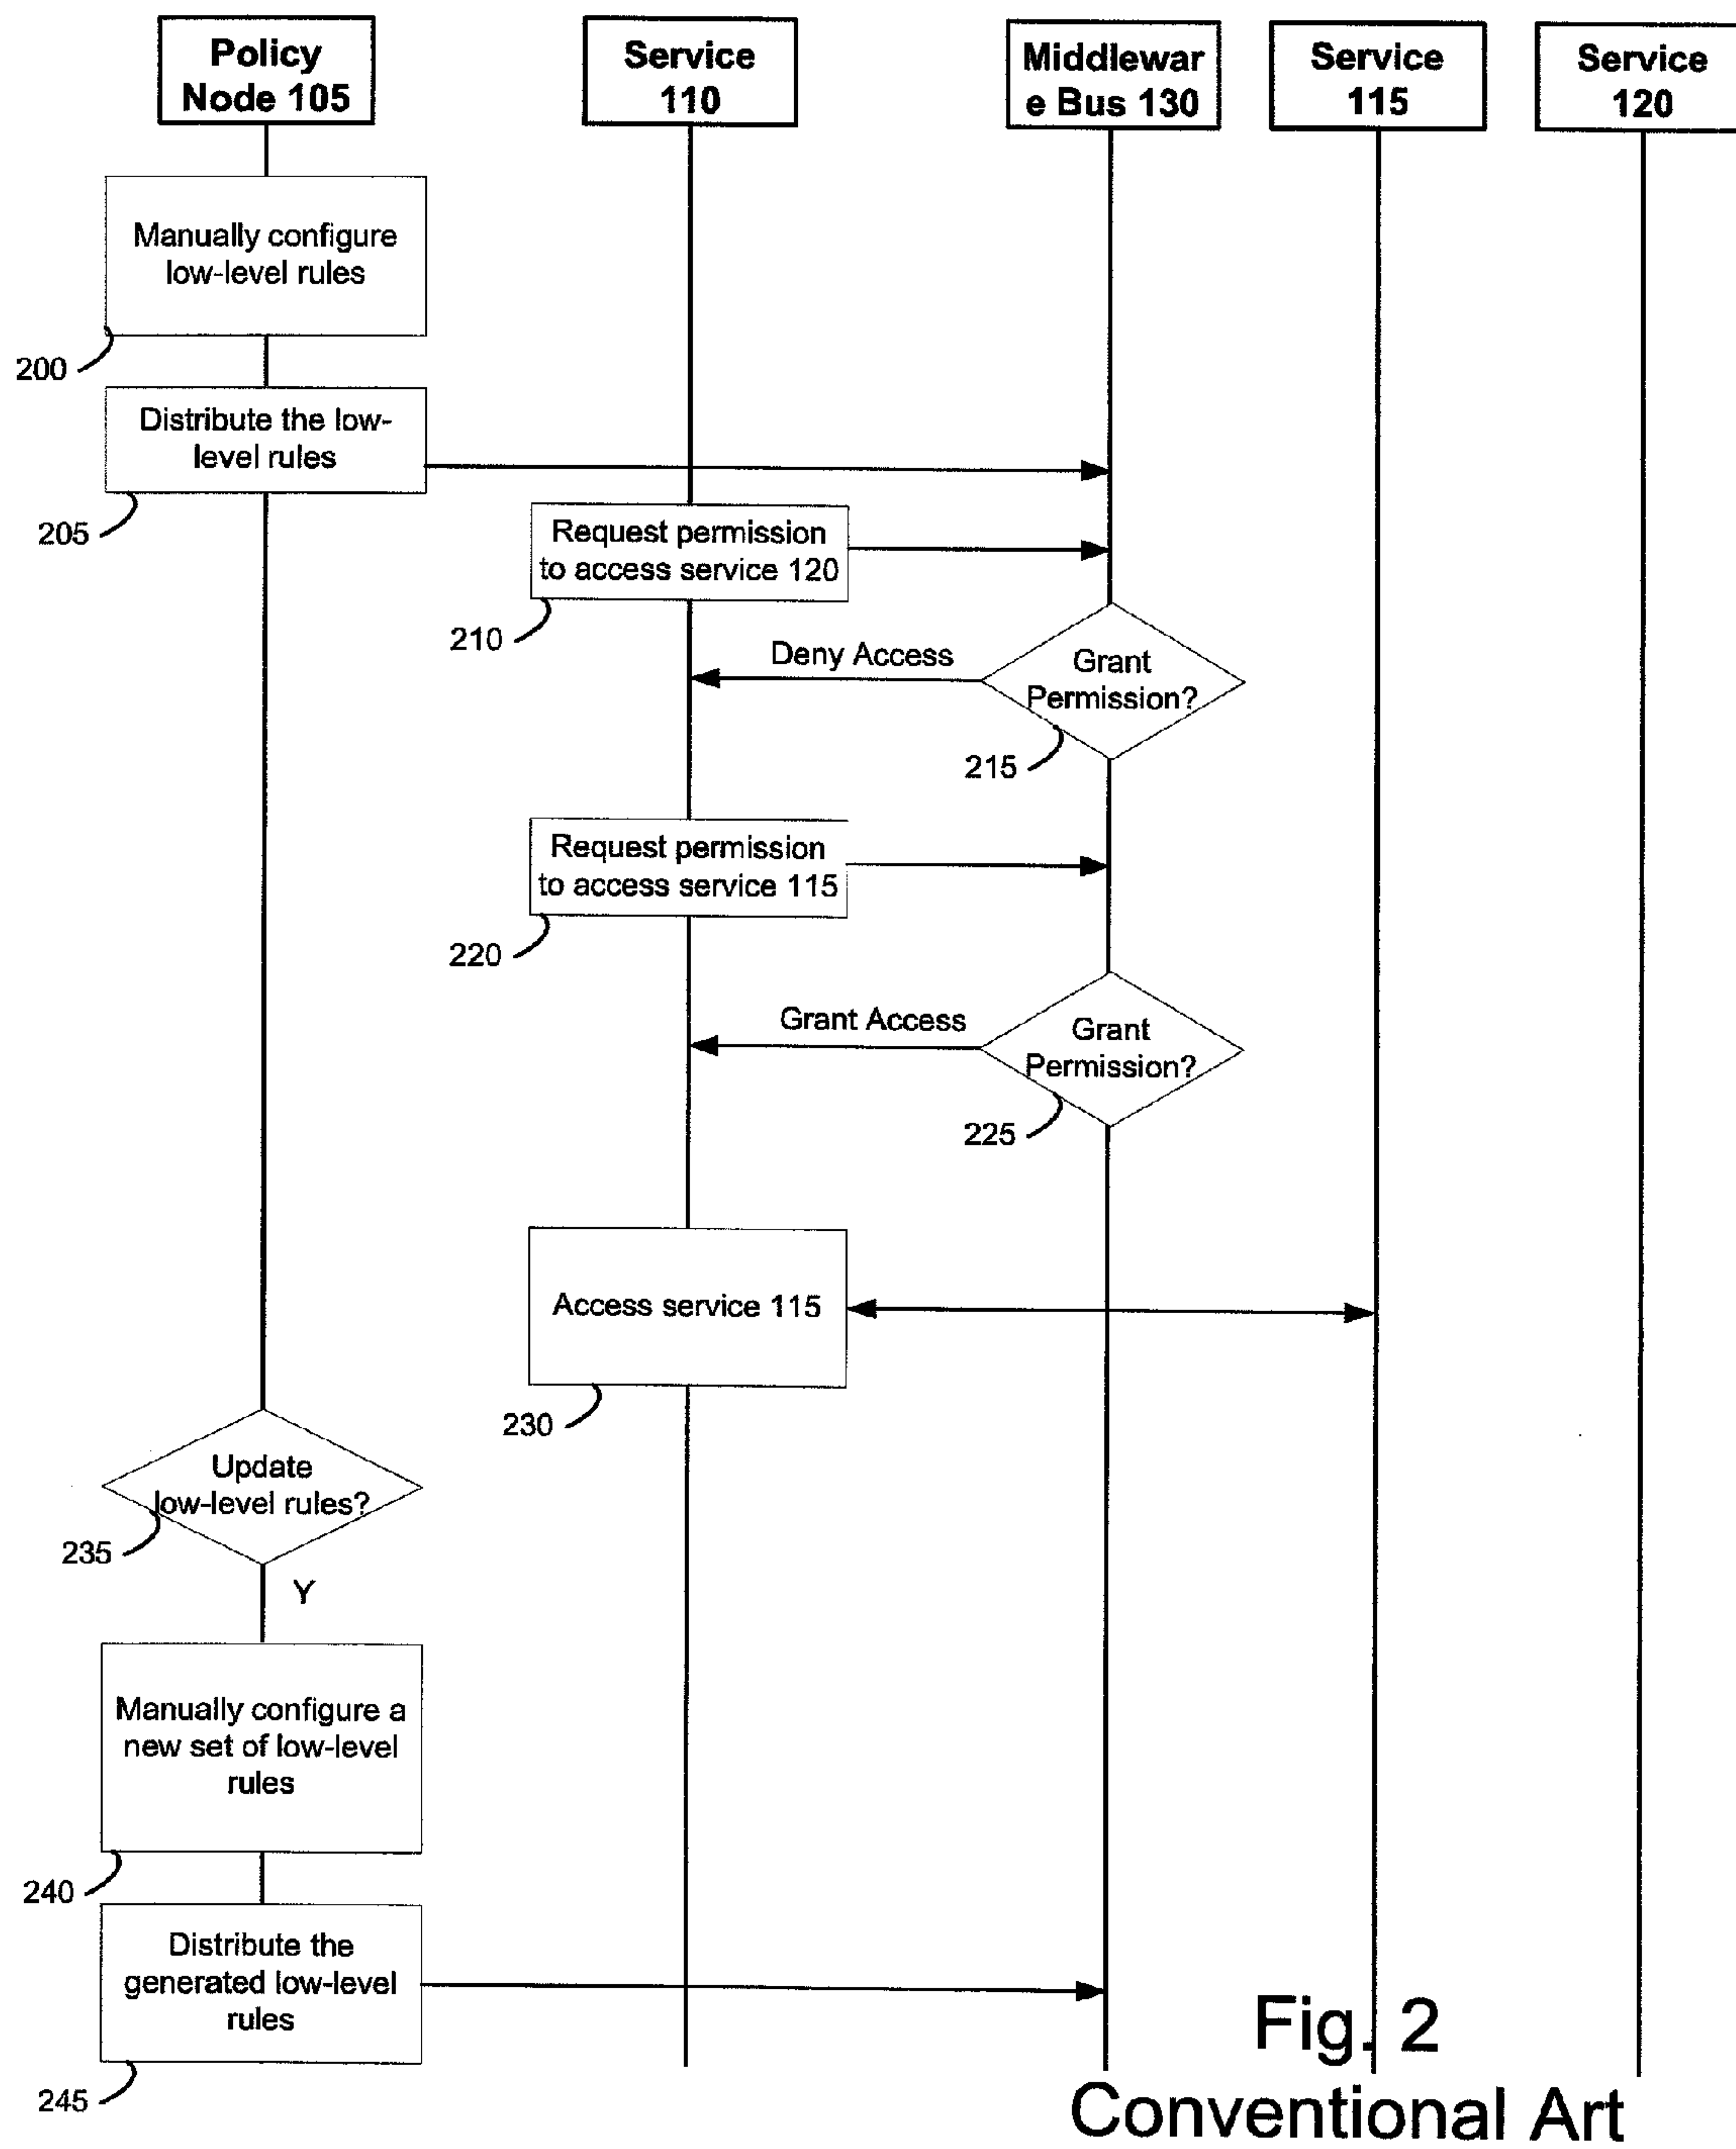 Policy
Node 105
Service
110
Middlewar
e Bus 130
Service
115
Service
120
Manually configure
low-level rules
200
Distribute the low-
level rules
205
Request permission
to access service 120
210
Deny Access
Grant
Permission?
215
Request permission
to access service 115
220
Grant Access
Grant
Permission?
225
Access service 115
230
Update
low-level rules?
235
Y
Manually configure a
new set of low-level
rules
240
Distribute the
generated low-level
rules
245
Fig. 2
Conventional Art